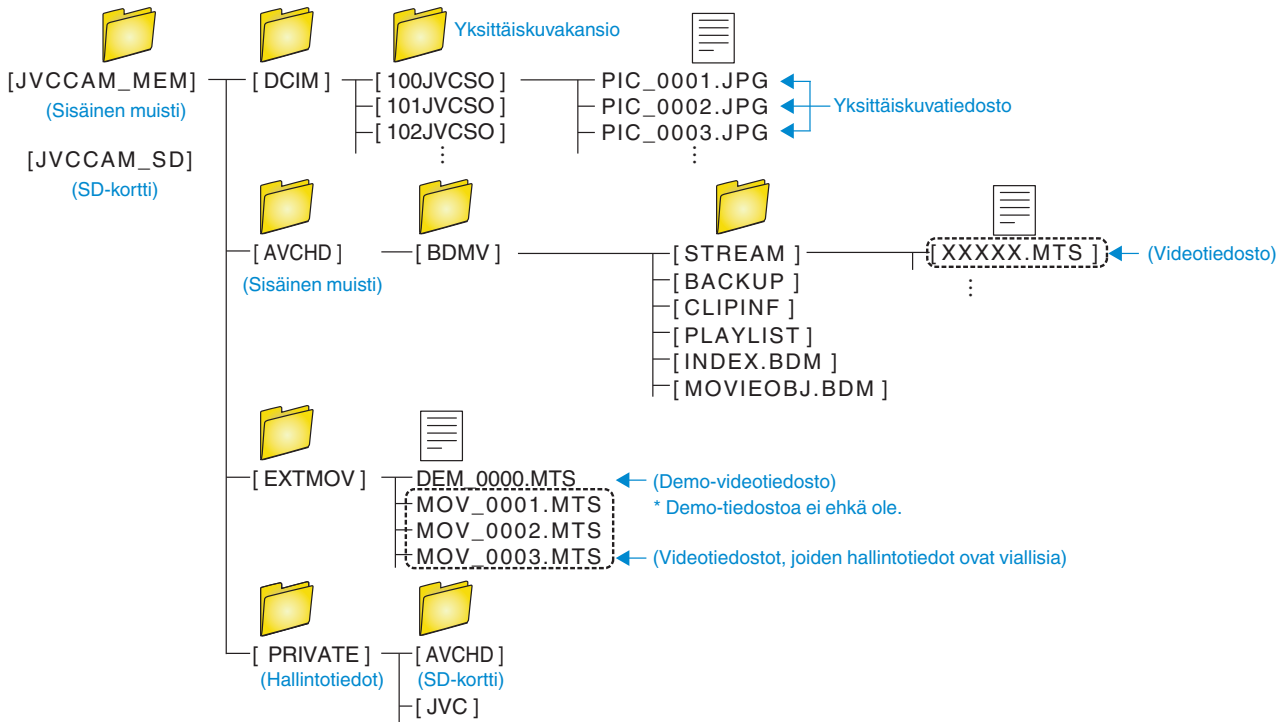 Yksittäiskuvakansio
[JVCCAM_MEM]
(Sisäinen muisti)
[JVCCAM_SD]
(SD-kortti)
[DCIM]
[100JVCSO]
[101JVCSO]
[102JVCSO]
PIC_0001.JPG
PIC_0002.JPG
PIC_0003.JPG
Yksittäiskuvatiedosto
[AVCHD]
(Sisäinen muisti)
[BDMV]
[STREAM]
[BACKUP]
[CLIPINF]
[PLAYLIST]
[INDEX.BDM]
[MOVIEOBJ.BDM]
[XXXXX.MTS]
(Videotiedosto)
[EXTMOV]
DEM_0000.MTS
(Demo-videotiedosto)
* Demo-tiedostoa ei ehkä ole.
MOV_0001.MTS
MOV_0002.MTS
MOV_0003.MTS
(Videotiedostot, joiden hallintotiedot ovat viallisia)
[PRIVATE]
(Hallintotiedot)
[AVCHD]
(SD-kortti)
[JVC]